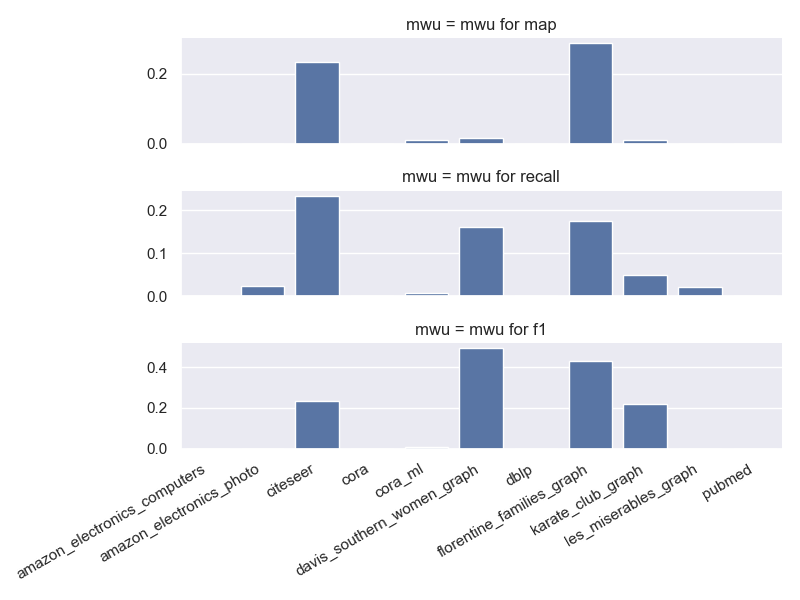 mwu = mwu for map
0.2
0.0
mwu = mwu for recall
0.2
0.1
0.0
mwu = mwu for f1
0.4
0.2
0.0
amazon_electronics_computers
amazon_electronics_photo
citeseer
cora
cora_ml
davis_southern_women_graph
dblp
florentine_families_graph
karate_club_graph
les_miserables_graph
pubmed